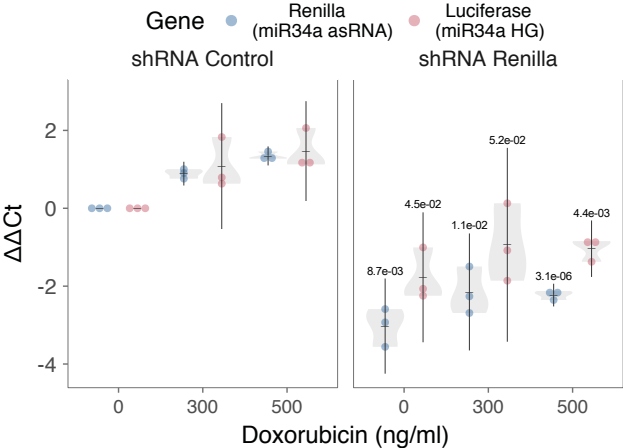 Gene
Renilla
(miR34a asRNA)
Luciferase
(miR34a HG)
shRNA Control
shRNA Renilla
ΔΔCt
2
0
-2
-4
8.7e-03
4.5e-02
1.1e-02
5.2e-02
3.1e-06
4.4e-03
0
300
500
0
300
500
Doxorubicin (ng/ml)